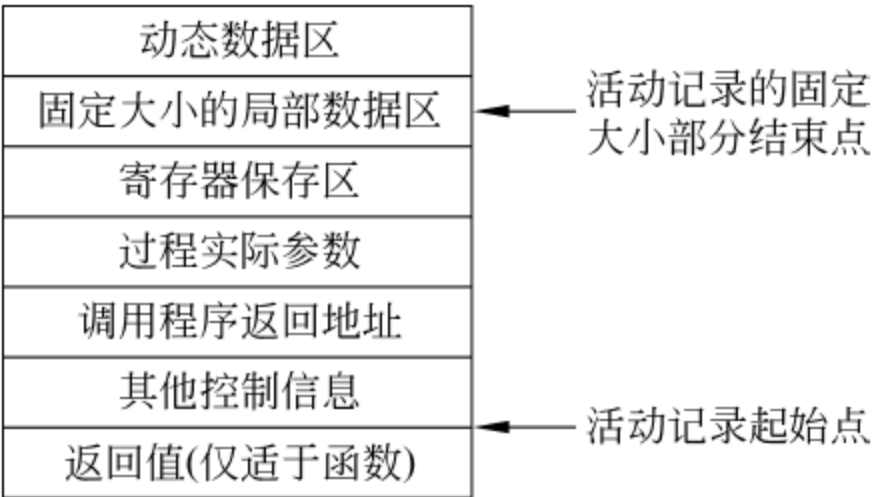 动态数据区
固定大小的局部数据区
活动记录的固定
大小部分结束点
寄存器保存区
过程实际参数
调用程序返回地址
其他控制信息
活动记录起始点
返回值(仅适于函数)